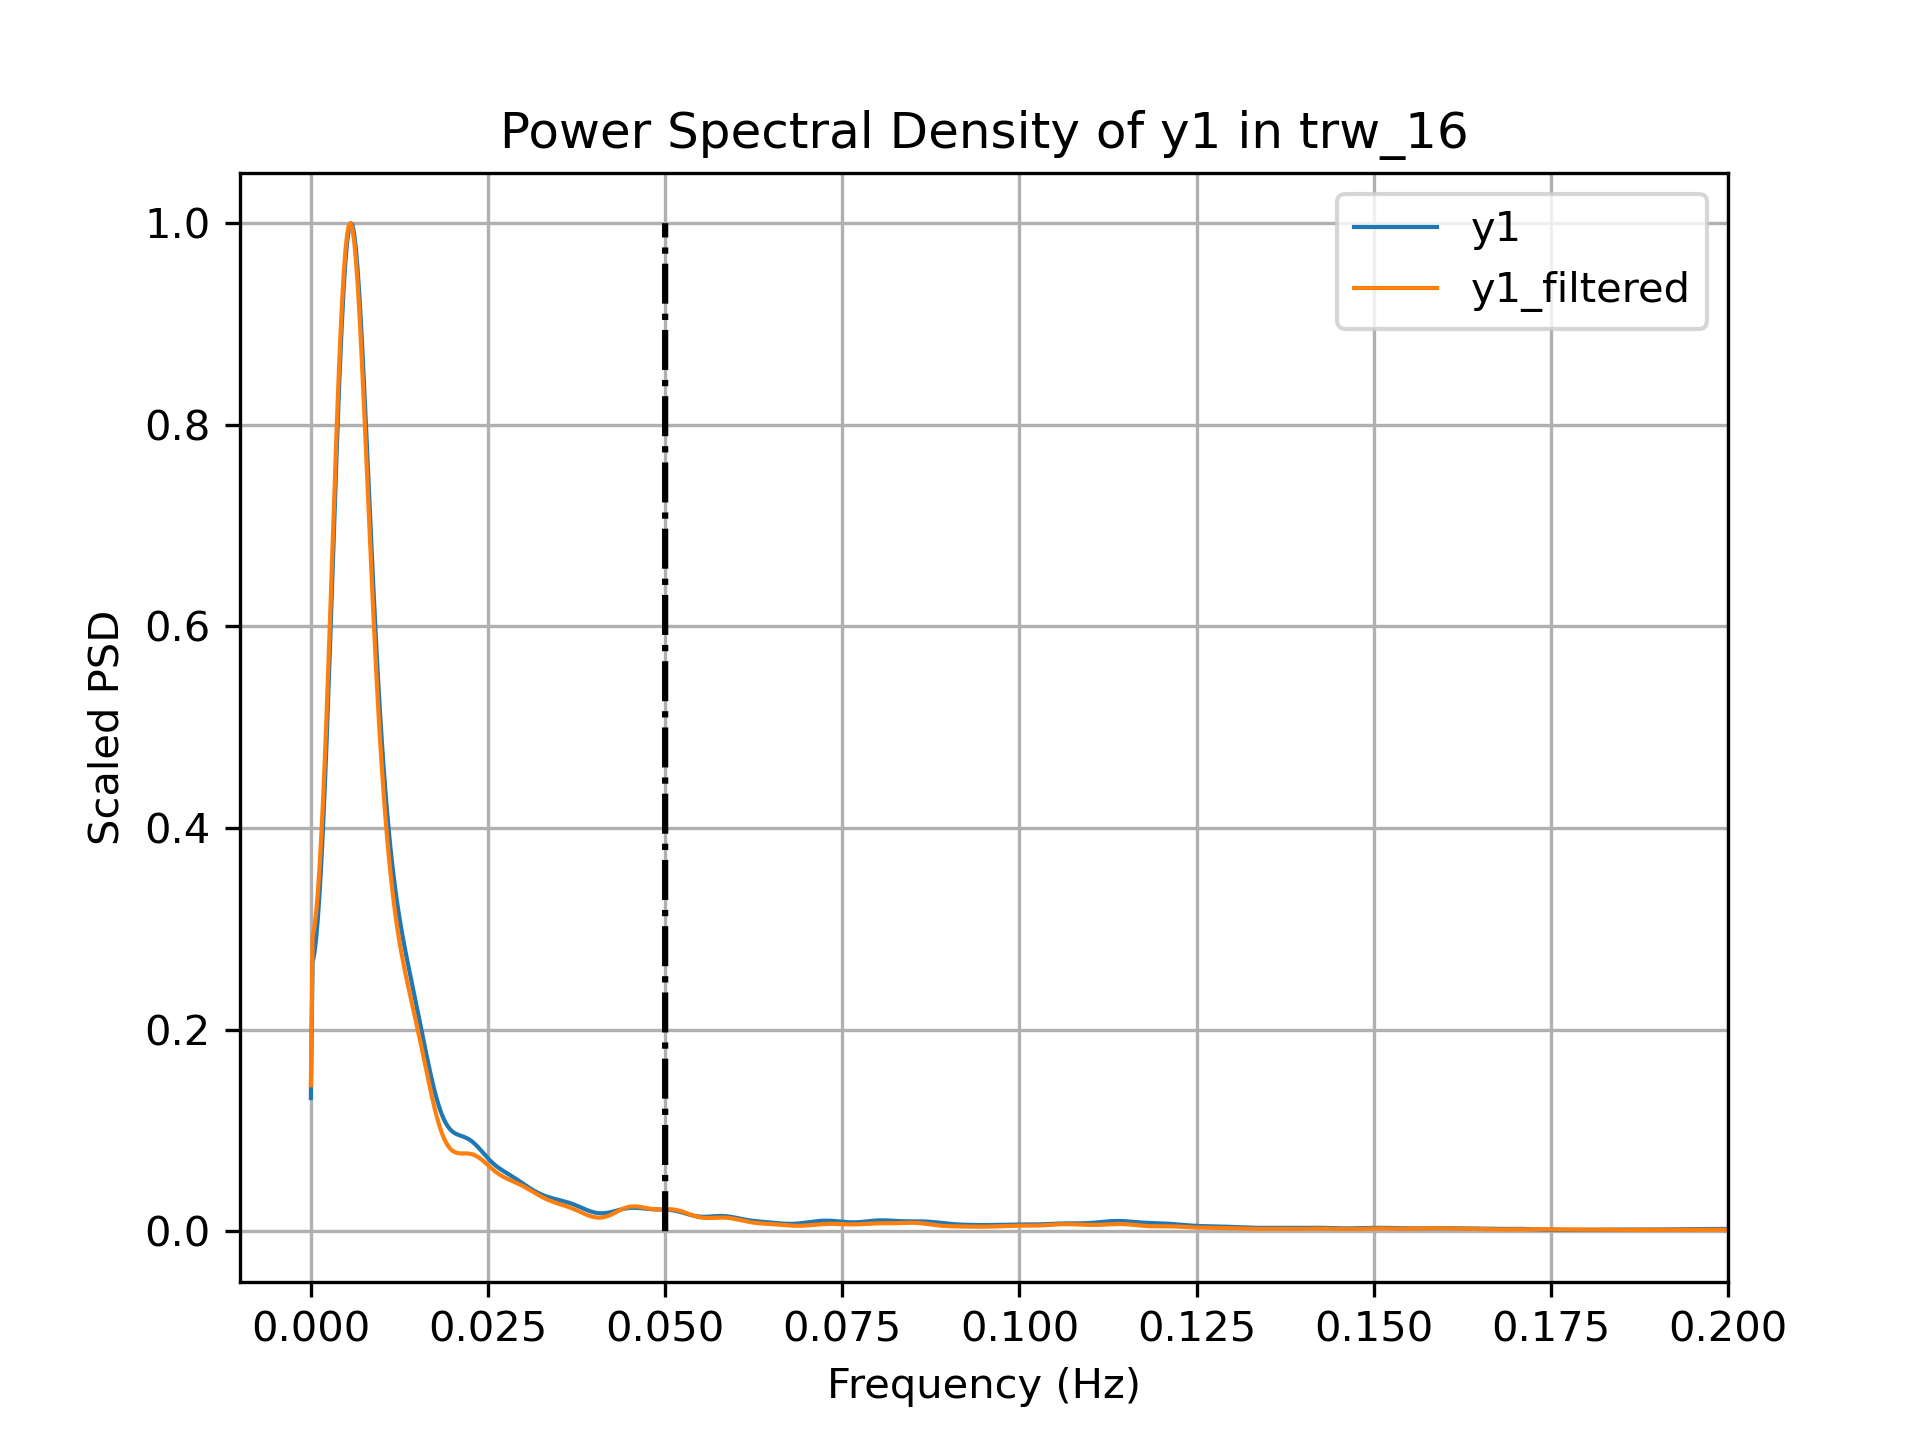 Power Spectral Density of y1 in trw_16
y1
y1_filtered
1.0
0.8
0.6
0.4
0.2
0.0
Scaled PSD
0.000 0.025 0.050 0.075 0.100 0.125 0.150 0.175 0.200
Frequency (Hz)